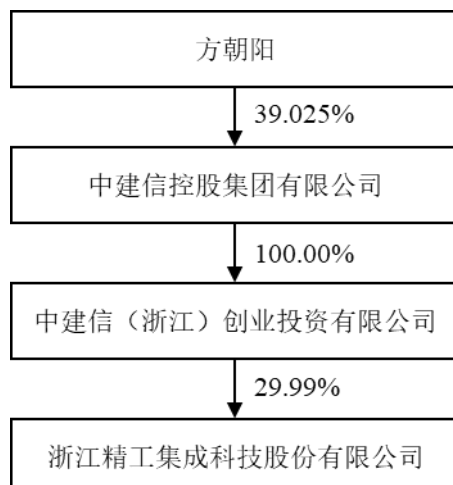 方朝阳
39.025%
中建信控股集团有限公司
100.00%
中建信（浙江）创业投资有限公司
29.99%
浙江精工集成科技股份有限公司